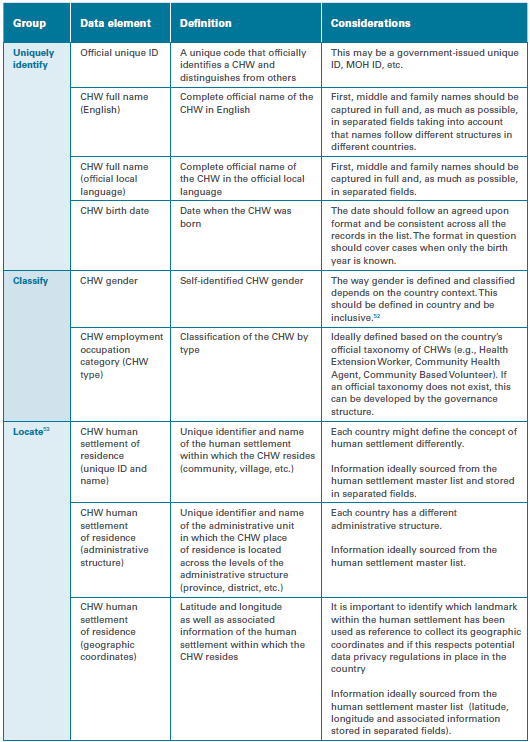 Group
Data element
Definition
Considerations
Uniquely
identify
Official unique ID
A unique code that officially
identifies a CHW and
distinguishes from others
This may be a government-issued unique
ID, MOH ID, etc.
CHW full name
(English)
Complete official name of the
CHW in English
First, middle and family names should be
captured in full and, as much as possible,
in separated fields taking into account
that names follow different structures in
different countries.
CHW full name
(official local
language)
Complete official name of
the CHW in the official local
language
First, middle and family names should be
captured in full and, as much as possible,
in separated fields.
CHW birth date
Date when the CHW was
born
The date should follow an agreed upon
format and be consistent across all the
records in the list. The format in question
should cover cases when only the birth
year is known.
Classify
CHW gender
Self-identified CHW gender
The way gender is defined and classified
depends on the country context. This
should be defined in country and be
inclusive.52
CHW employment
occupation
category (CHW
type)
Classification of the CHW by
type
Ideally defined based on the country's
official taxonomy of CHWs (e.g., Health
Extension Worker, Community Health
Agent, Community Based Volunteer). If
an official taxonomy does not exist, this
can be developed by the governance
structure.
Locate53
CHW human
settlement of
residence
(unique ID and
name)
Unique identifier and name
of the human settlement
within which the CHW resides
(community, village, etc.)
Each country might define the concept of
human settlement differently.
Information ideally sourced from the
human settlement master list and stored
in separated fields.
CHW human
settlement
of residence
(administrative
structure)
Unique identifier and name
of the administrative unit
in which the CHW place
of residence is located
across the levels of the
administrative structure
(province, district, etc.)
Each country has a different
administrative structure.
Information ideally sourced from the
human settlement master list.
CHW human
settlement
of residence
(geographic
coordinates)
Latitude and longitude
as well as associated
information of the human
settlement within which the
CHW resides
It is important to identify which landmark
within the human settlement has been
used as reference to collect its geographic
coordinates and if this respects potential
data privacy regulations in place in the
country
Information ideally sourced from the
human settlement master list (latitude,
longitude and associated information
stored in separated fields).